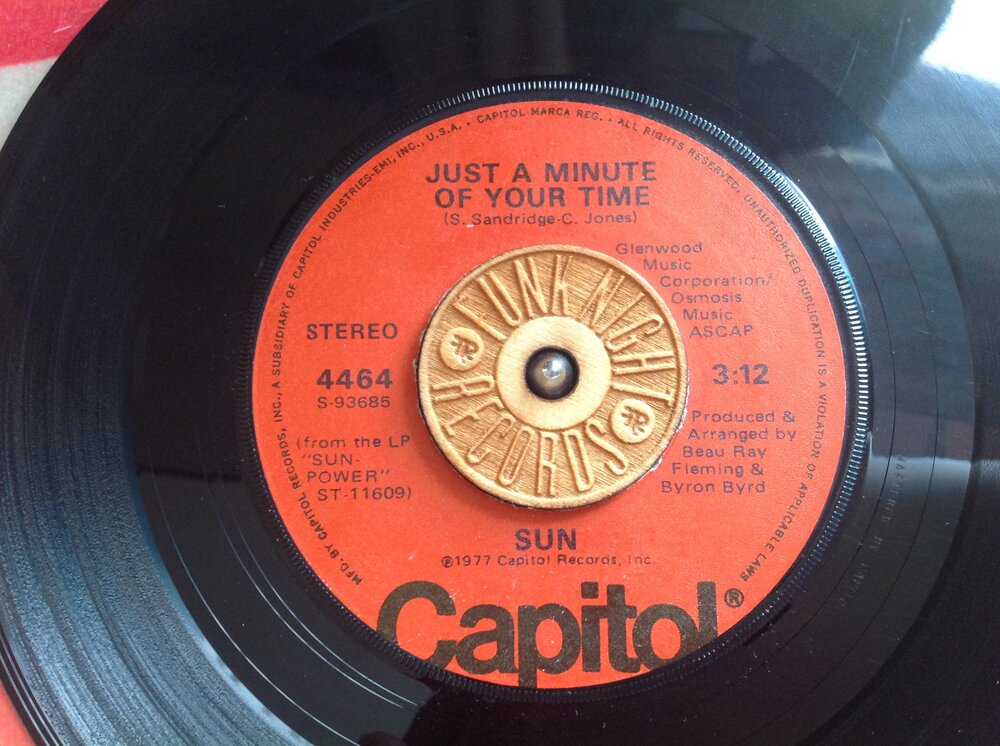 MFD. BY CAPITOL RECORDS, INC., A SUBSIDIARY OF CAPITOL INDUSTRIES-EMI, INC., U.S.A. • CAPITOL MARCA REG. • ALL RIGHTS RESERVED. UNAUTHORIZED DUPLICATION IS A VIOLATION OF APPLICABLE LAWS
JUST A MINUTE
OF YOUR TIME
(S. Sandridge-C. Jones)
Glenwood
Music
Corporation/
Osmosis
Music
ASCAP
STEREO
4464
S-93685
(from the LP
"SUN-
POWER"
ST-11609)
FUNK NIGHT
RECORDS
3:12
Produced &
Arranged by
Beau Ray
Fleming &
Byron Byrd
SUN
℗1977 Capitol Records, Inc.
Capitol®